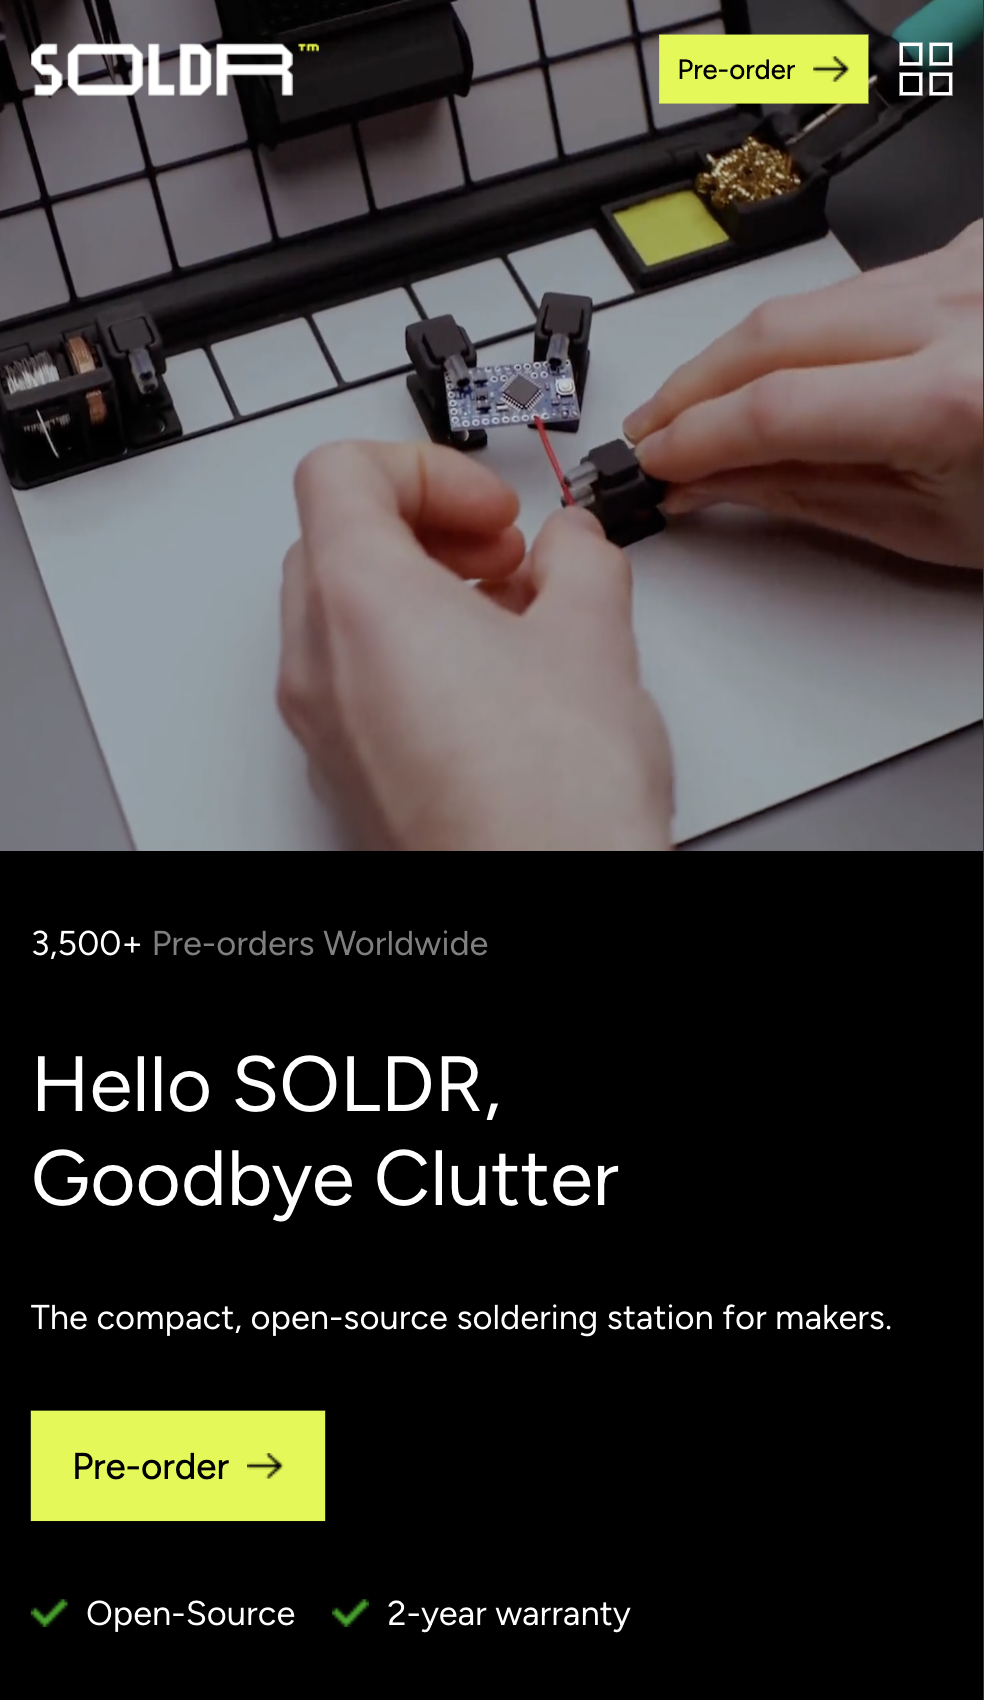 SOLDR™
Pre-order
3,500+ Pre-orders Worldwide
Hello SOLDR,
Goodbye Clutter
The compact, open-source soldering station for makers.
Pre-order
Open-Source 2-year warranty